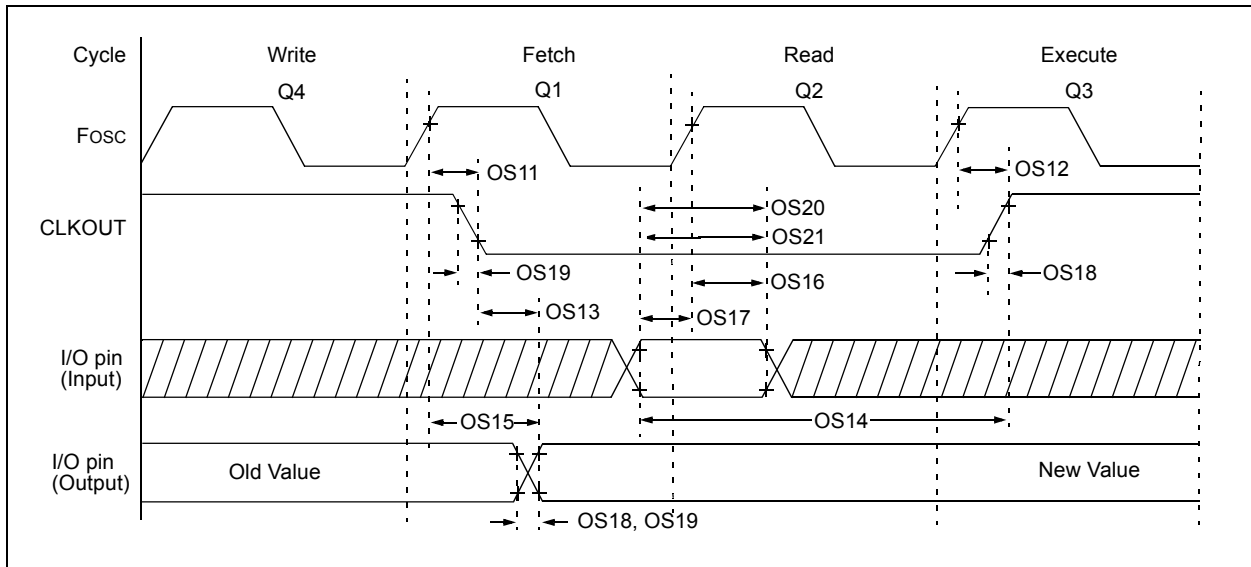 Cycle Write Fetch Read Execute
Q4 Q1 Q2 Q3
FOSC
OS11 OS12
OS20
CLKOUT
OS21
OS19 OS16 OS18
OS13 OS17
I/O pin
(Input)
OS15 OS14
I/O pin
(Output)
Old Value New Value
OS18, OS19